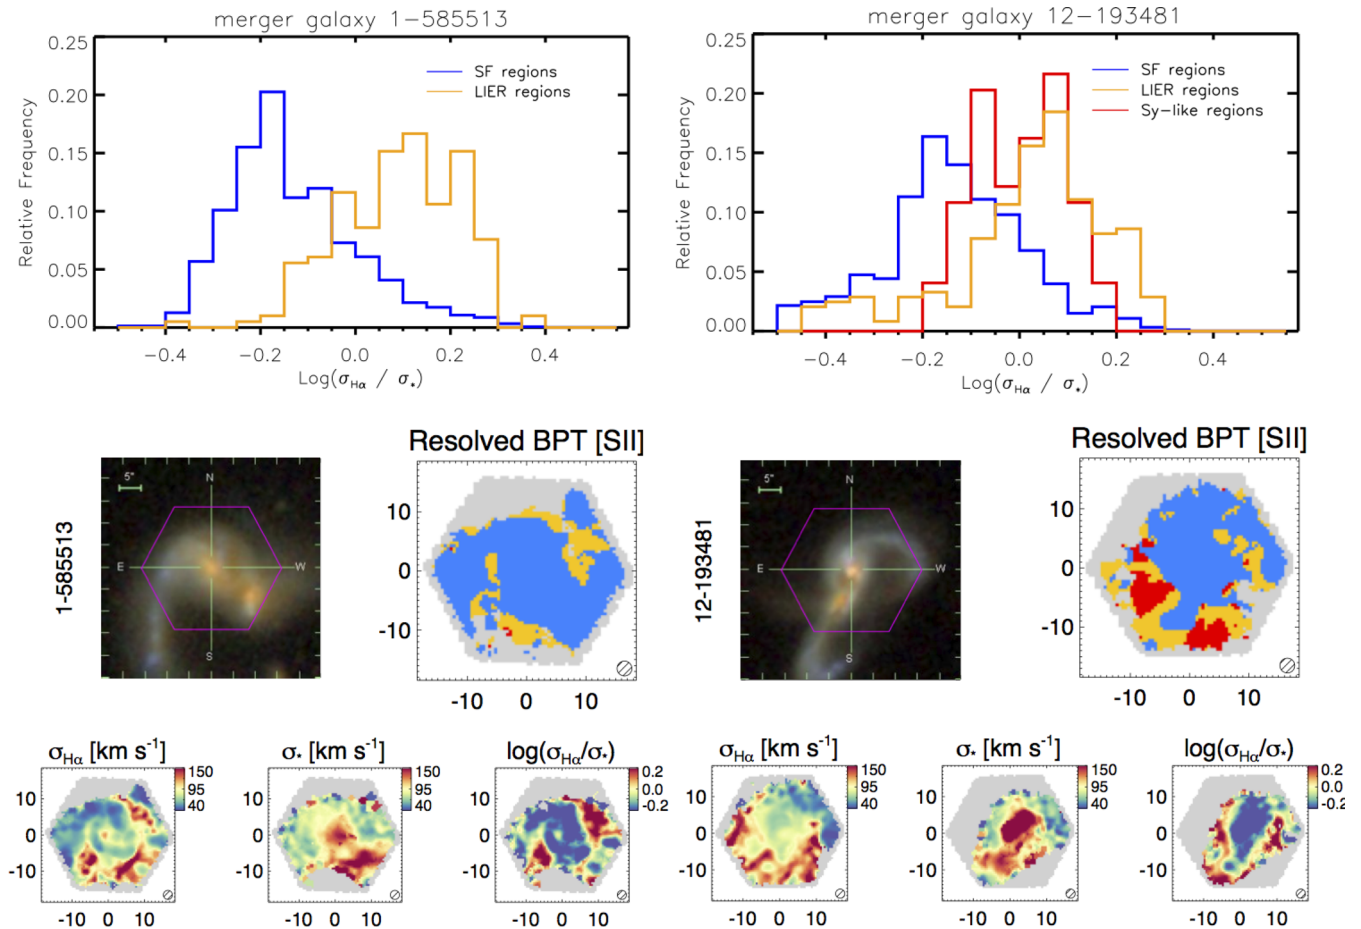 merger galaxy 1-585513
merger galaxy 12-193481
0.25
0.20
0.15
0.10
0.05
0.00
Relative Frequency
SF regions
LIER regions
-0.4 -0.2 0.0 0.2 0.4
Log(σHα / σ*)
0.25
0.20
0.15
0.10
0.05
0.00
Relative Frequency
SF regions
LIER regions
Sy-like regions
-0.4 -0.2 0.0 0.2 0.4
Log(σHα / σ*)
1-585513
5"
N
E W
S
Resolved BPT [SII]
10
0
-10
-10 0 10
12-193481
5"
N
E W
S
Resolved BPT [SII]
10
0
-10
-10 0 10
σHα [km s-1]
150
95
40
10
0
-10
-10 0 10
σ* [km s-1]
150
95
40
10
0
-10
-10 0 10
log(σHα/σ*)
0.2
0.0
-0.2
10
0
-10
-10 0 10
σHα [km s-1]
150
95
40
10
0
-10
-10 0 10
σ* [km s-1]
150
95
40
10
0
-10
-10 0 10
log(σHα/σ*)
0.2
0.0
-0.2
10
0
-10
-10 0 10